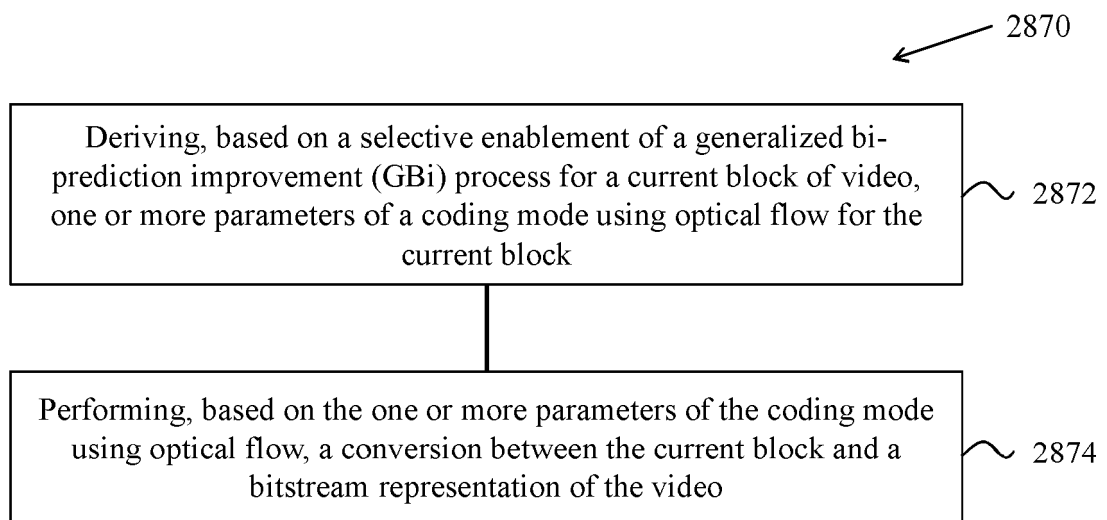 2870
Deriving, based on a selective enablement of a generalized bi-
prediction improvement (GBi) process for a current block of video,
one or more parameters of a coding mode using optical flow for the
current block
2872
Performing, based on the one or more parameters of the coding mode
using optical flow, a conversion between the current block and a
bitstream representation of the video
2874